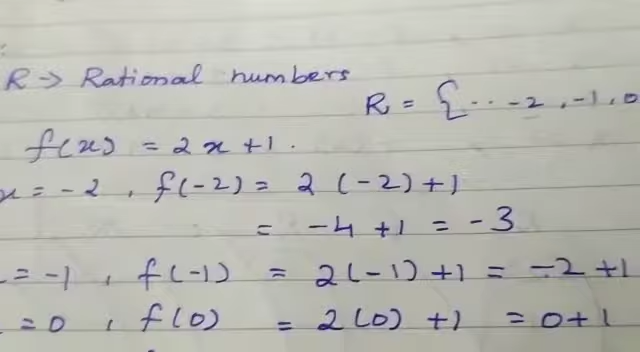 R → Rational numbers
R = { ... -2, -1, 0
f(x) = 2x+1.
x = -2, f(-2) = 2(-2)+1
= -4+1 = -3
= -1, f(-1) = 2(-1)+1 = -2+1
= 0, f(0) = 2(0)+1 = 0+1